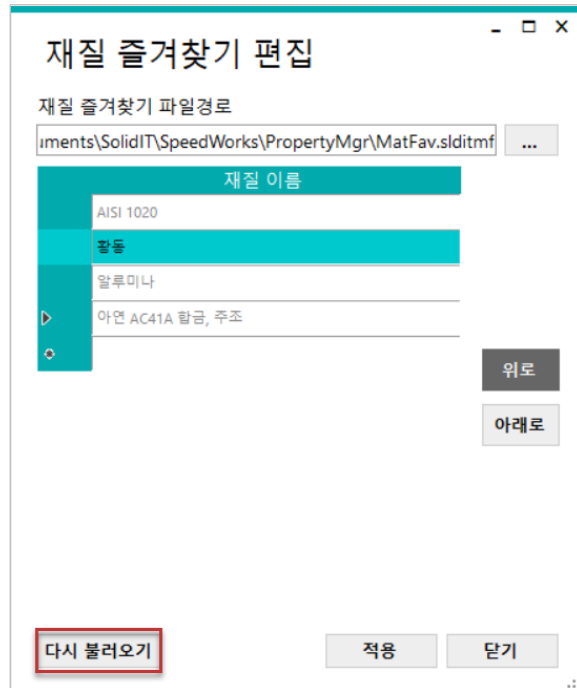 재질 즐겨찾기 편집
재질 즐겨찾기 파일경로
uments\SolidIT\SpeedWorks\PropertyMgr\MatFav.slditmf ...
재질 이름
AISI 1020
황동
알루미나
아연 AC41A 합금, 주조
위로
아래로
다시 불러오기 적용 닫기